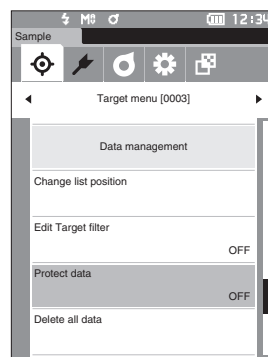 M 12:34
Sample
Target menu [0003]
Data management
Change list position
Edit Target filter
OFF
Protect data
OFF
Delete all data